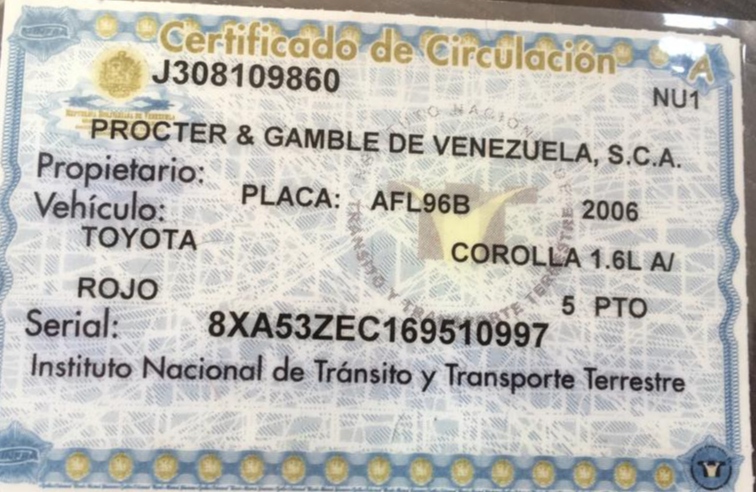 Certificado de Circulación
A
J308109860
NU1
PROCTER & GAMBLE DE VENEZUELA, S.C.A.
Propietario:
Vehículo: PLACA: AFL96B 2006
TOYOTA COROLLA 1.6L A/
ROJO 5 PTO
Serial: 8XA53ZEC169510997
Instituto Nacional de Tránsito y Transporte Terrestre